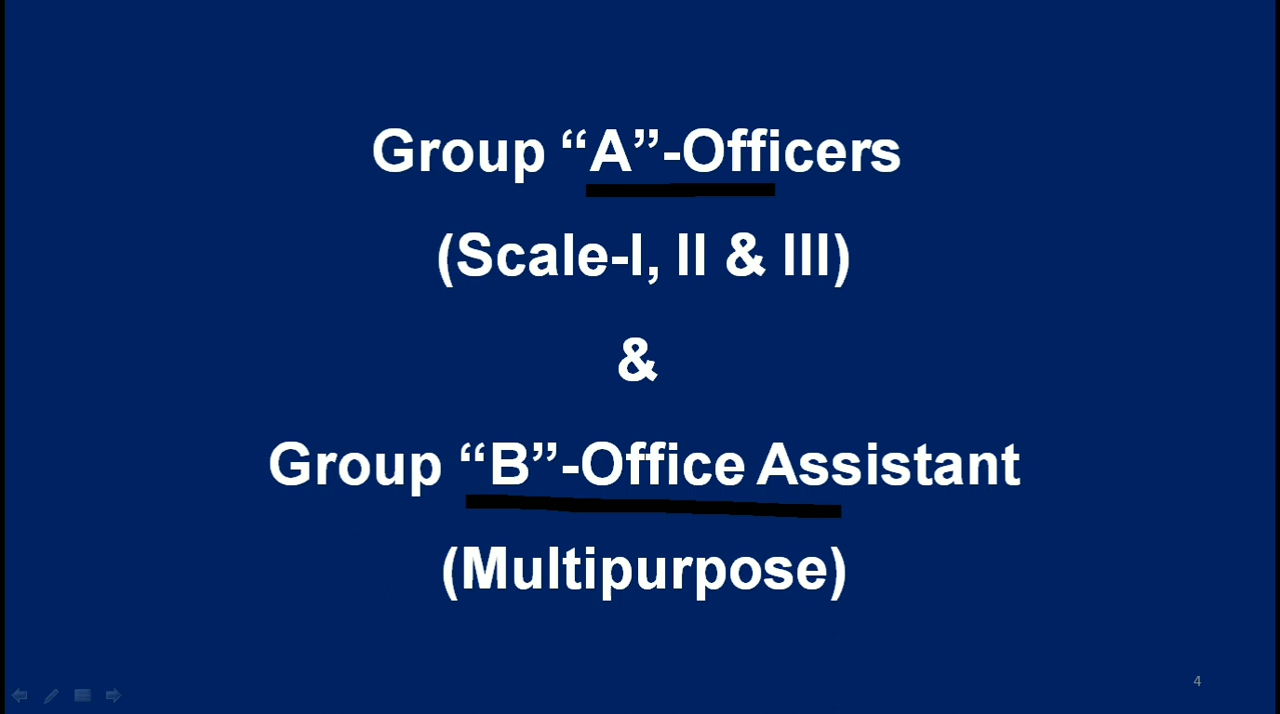 Group “A”-Officers
(Scale-I, II & III)
&
Group “B”-Office Assistant
(Multipurpose)
4